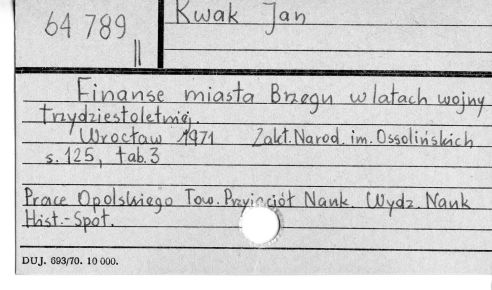 64 789
II
Kwak Jan
Finanse miasta Brzegu w latach wojny
trzydziestoletniej.
Wrocław 1971 Zakł. Narod. im. Ossolińskich
s. 125, tab. 3
Prace Opolskiego Tow. Przyjaciół Nauk. Wydz. Nauk
Hist.-Społ.
DUJ. 693/70. 10 000.